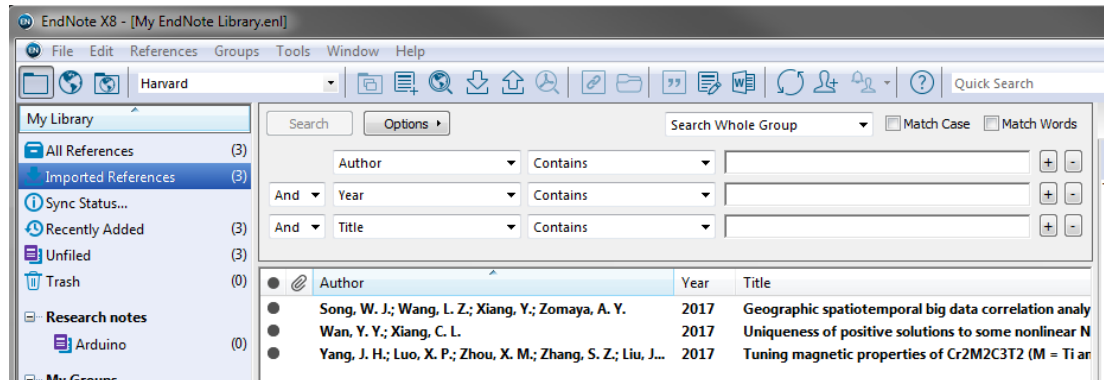 EndNote X8 - [My EndNote Library.enl]
File Edit References Groups Tools Window Help
Harvard
Quick Search
My Library
All References (3)
Imported References (3)
Sync Status...
Recently Added (3)
Unfiled (3)
Trash (0)
Research notes
Arduino (0)
My Groups
Search Options Search Whole Group Match Case Match Words
Author Contains + -
And Year Contains + -
And Title Contains + -
Author Year Title
Song, W. J.; Wang, L. Z.; Xiang, Y.; Zomaya, A. Y. 2017 Geographic spatiotemporal big data correlation analy
Wan, Y. Y.; Xiang, C. L. 2017 Uniqueness of positive solutions to some nonlinear N
Yang, J. H.; Luo, X. P.; Zhou, X. M.; Zhang, S. Z.; Liu, J... 2017 Tuning magnetic properties of Cr2M2C3T2 (M = Ti an